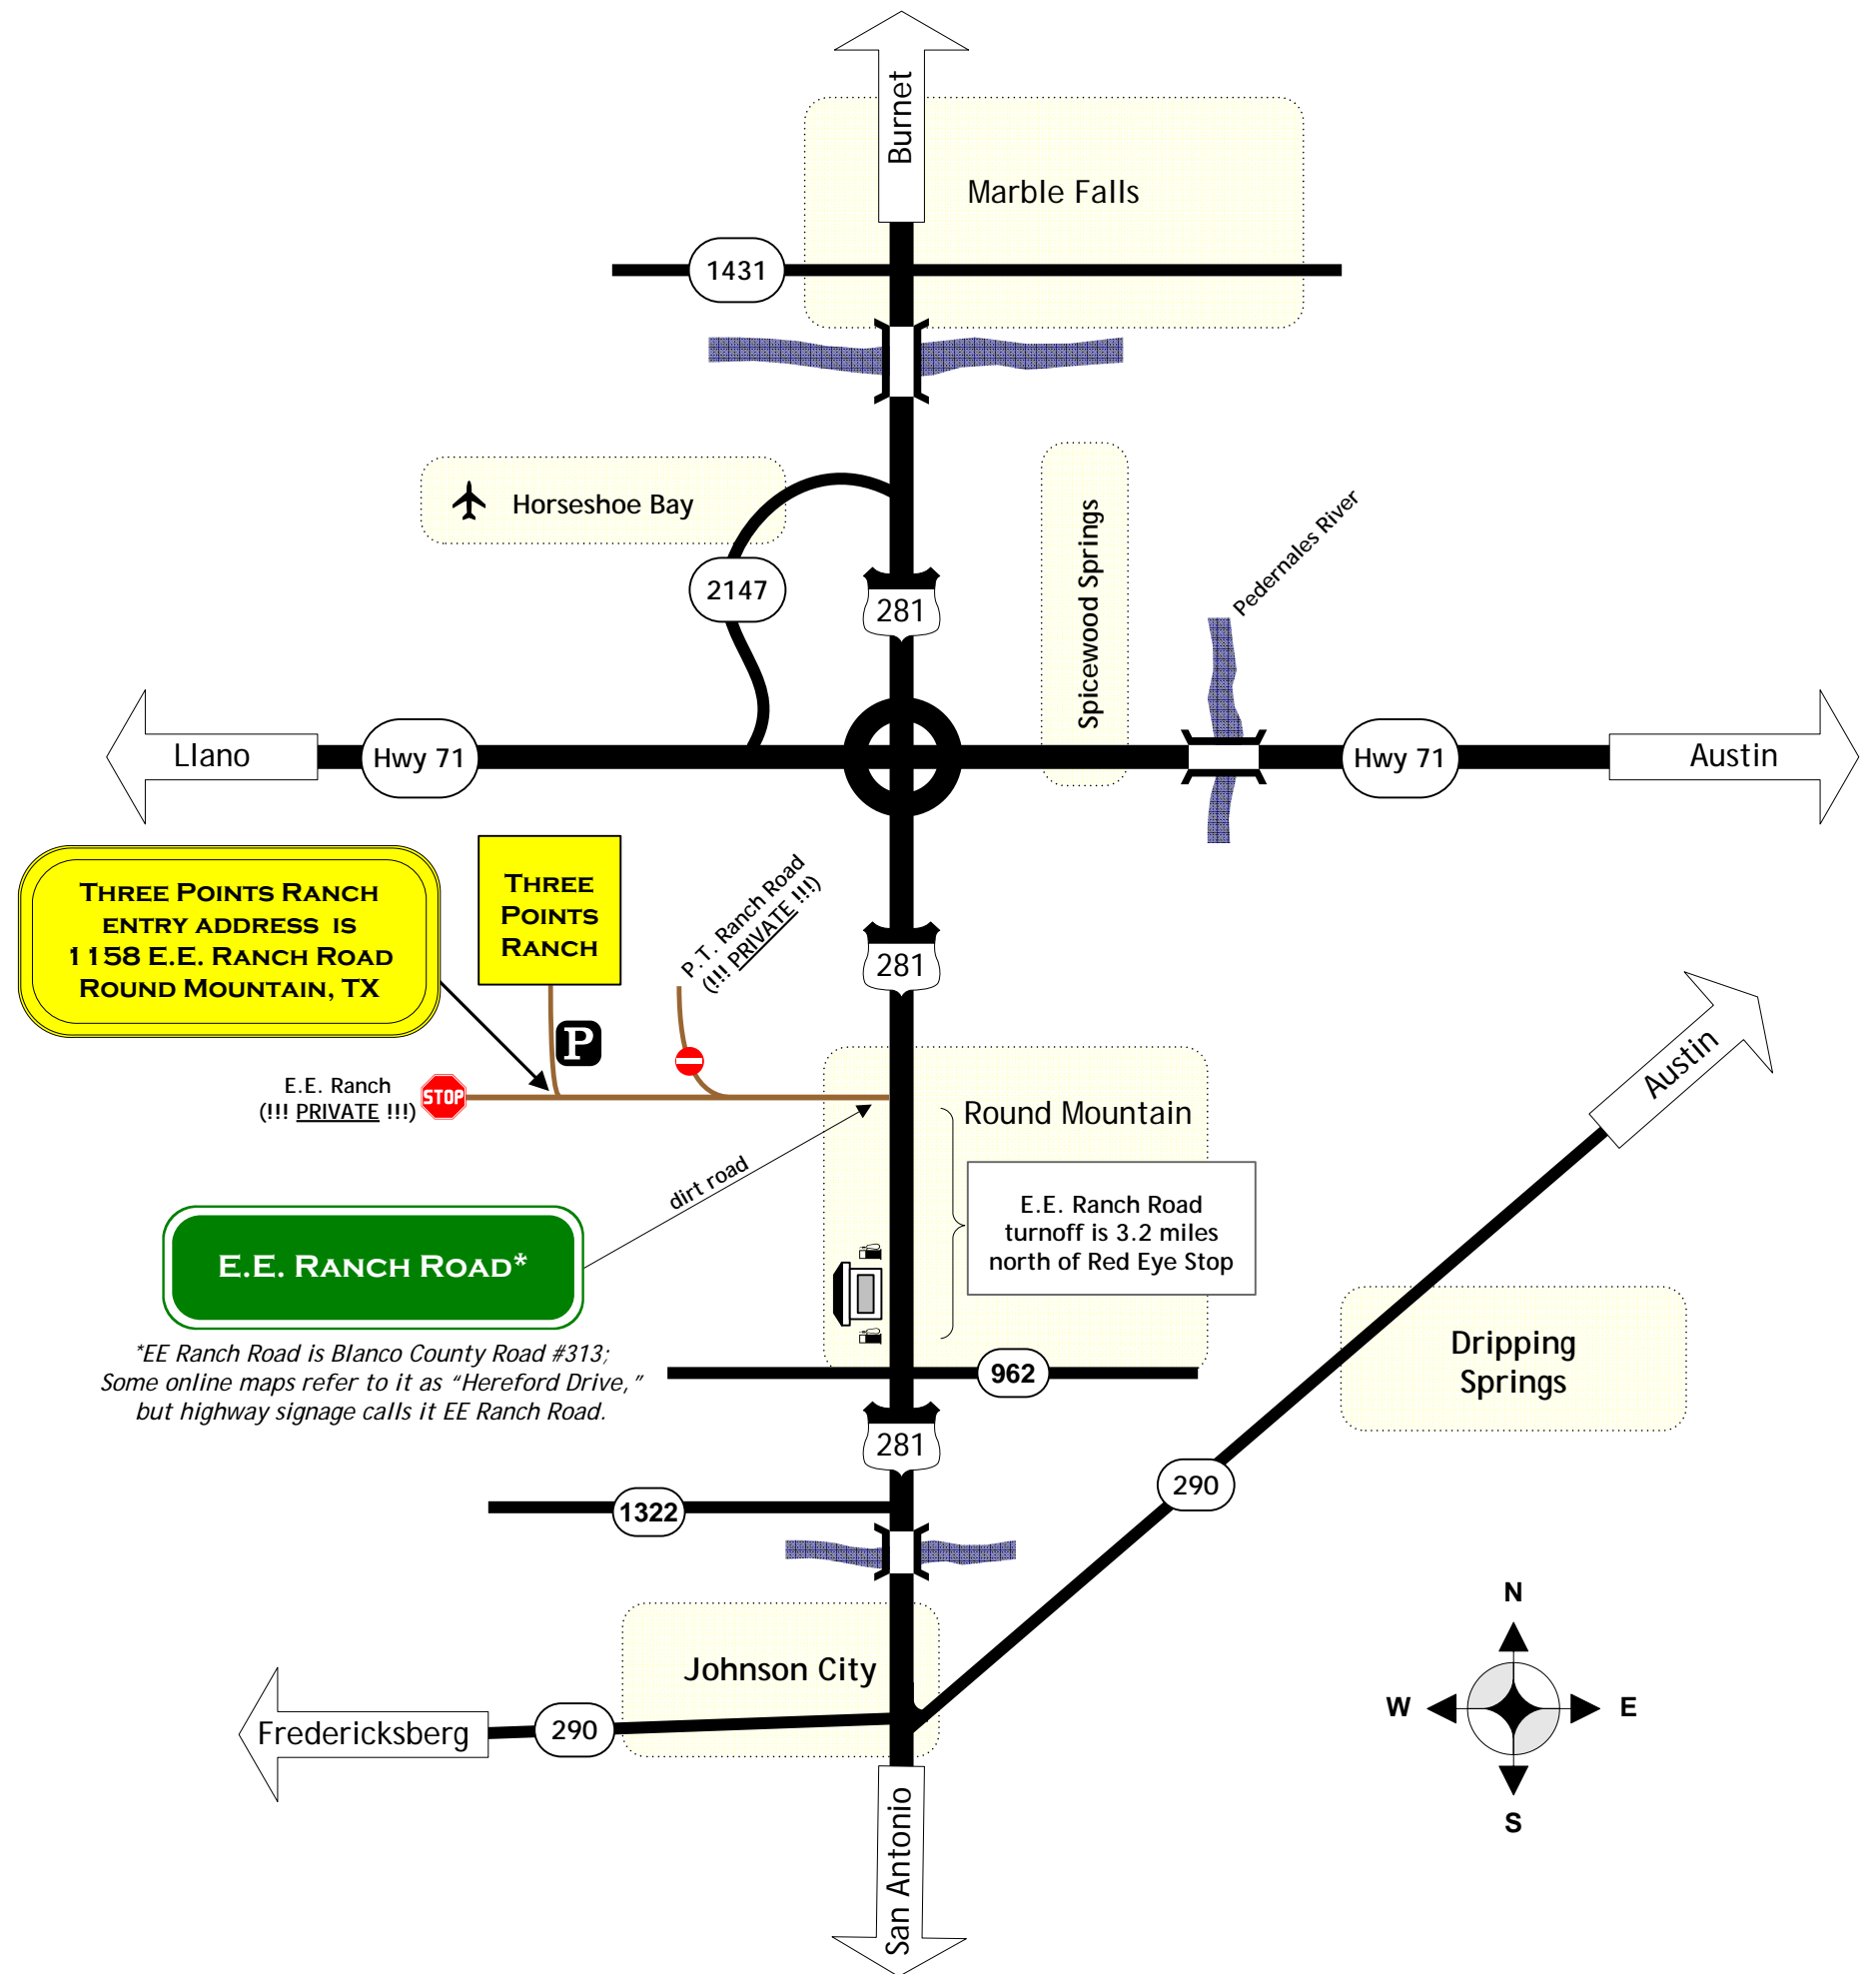 Burnet
Marble Falls
1431
Horseshoe Bay
2147
281
Spicewood Springs
Pedernales River
Llano
Hwy 71
Hwy 71
Austin
THREE POINTS RANCH
ENTRY ADDRESS IS
1158 E.E. RANCH ROAD
ROUND MOUNTAIN, TX
THREE
POINTS
RANCH
P.T. Ranch Road
(!!! PRIVATE !!!)
281
P
E.E. Ranch
(!!! PRIVATE !!!)
STOP
Austin
Round Mountain
dirt road
E.E. Ranch Road
turnoff is 3.2 miles
north of Red Eye Stop
E.E. RANCH ROAD*
*EE Ranch Road is Blanco County Road #313;
Some online maps refer to it as “Hereford Drive,”
but highway signage calls it EE Ranch Road.
962
Dripping
Springs
281
290
1322
Johnson City
Fredericksberg
290
San Antonio
N
W
E
S